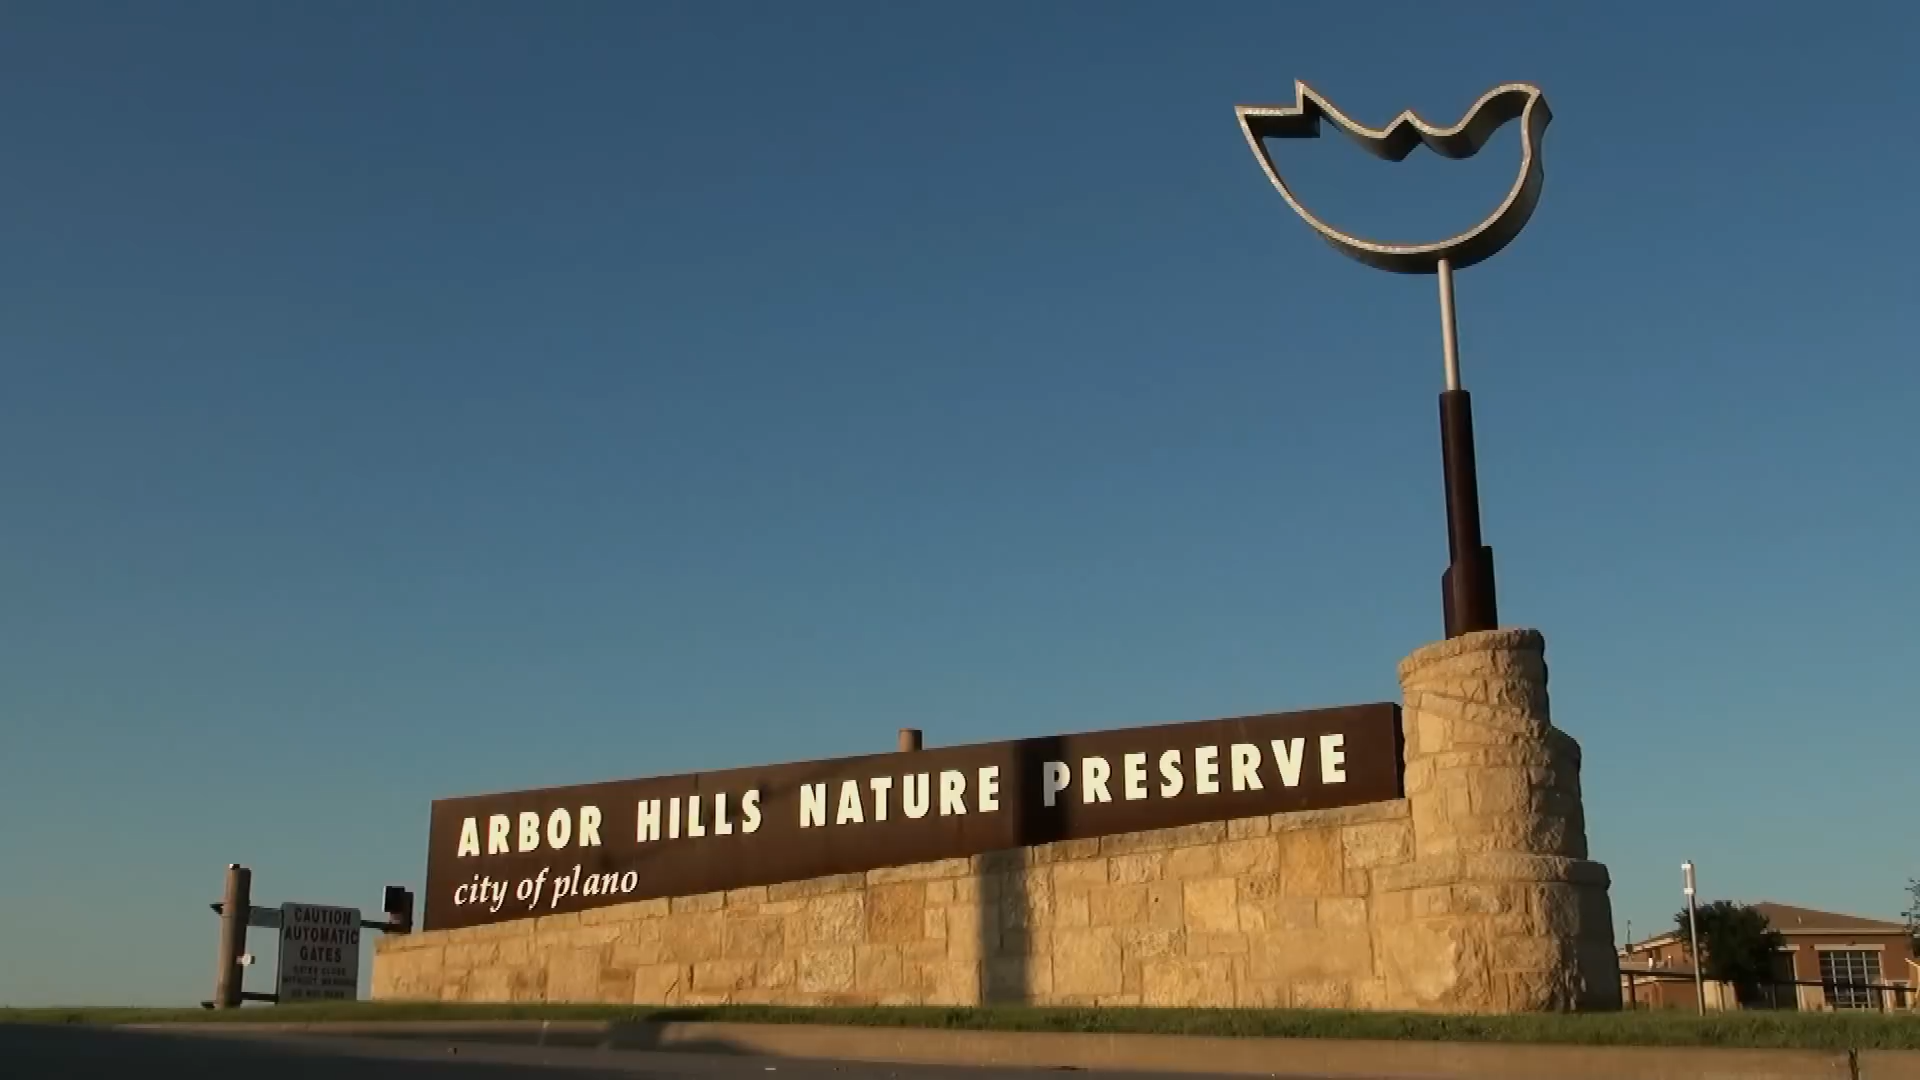 ARBOR HILLS NATURE PRESERVE
city of plano
CAUTION
AUTOMATIC
GATES